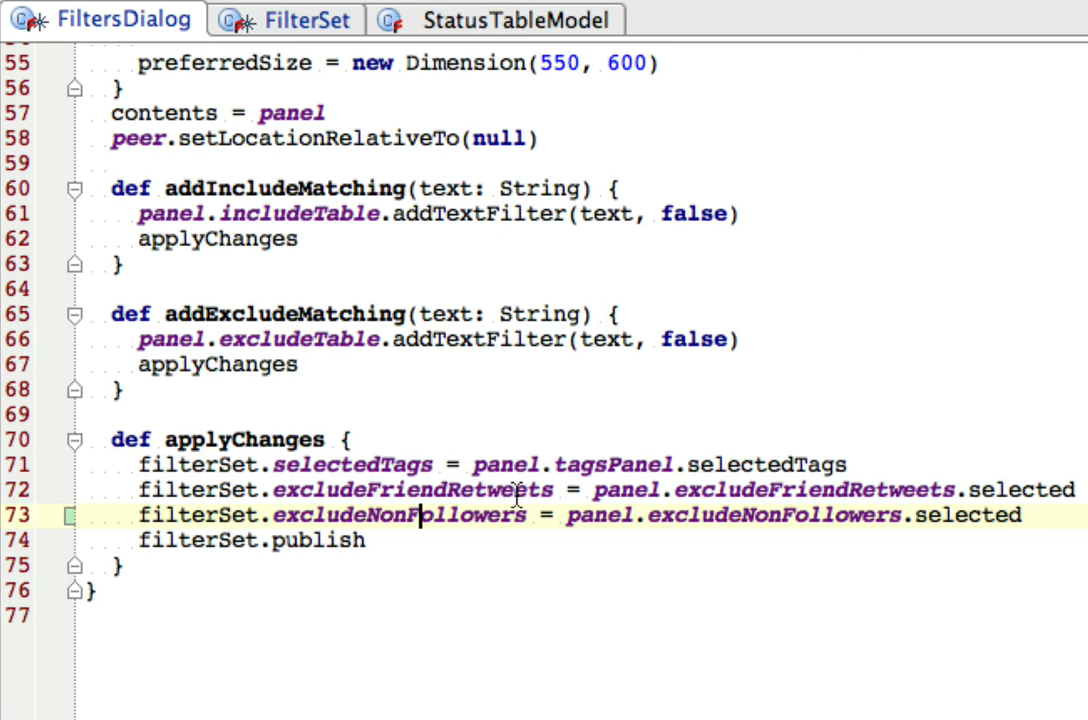 FiltersDialog FilterSet StatusTableModel
55 preferredSize = new Dimension(550, 600)
56 }
57 contents = panel
58 peer.setLocationRelativeTo(null)
59
60 def addIncludeMatching(text: String) {
61 panel.includeTable.addTextFilter(text, false)
62 applyChanges
63 }
64
65 def addExcludeMatching(text: String) {
66 panel.excludeTable.addTextFilter(text, false)
67 applyChanges
68 }
69
70 def applyChanges {
71 filterSet.selectedTags = panel.tagsPanel.selectedTags
72 filterSet.excludeFriendRetweets = panel.excludeFriendRetweets.selected
73 filterSet.excludeNonFollowers = panel.excludeNonFollowers.selected
74 filterSet.publish
75 }
76 }
77